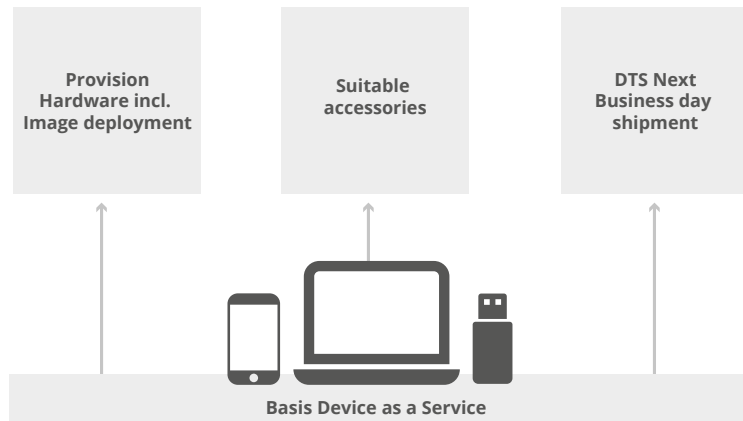 Provision
Hardware incl.
Image deployment
Suitable
accessories
DTS Next
Business day
shipment
Basis Device as a Service